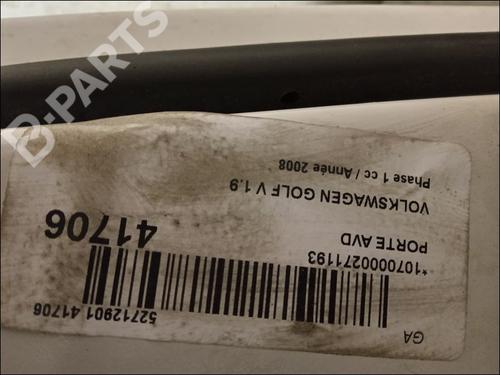 B-PARTS
GA
*1070000271193
52712901 41706
PORTE AVD
41706
VOLKSWAGEN GOLF V 1.9
Phase 1 cc / Année 2008